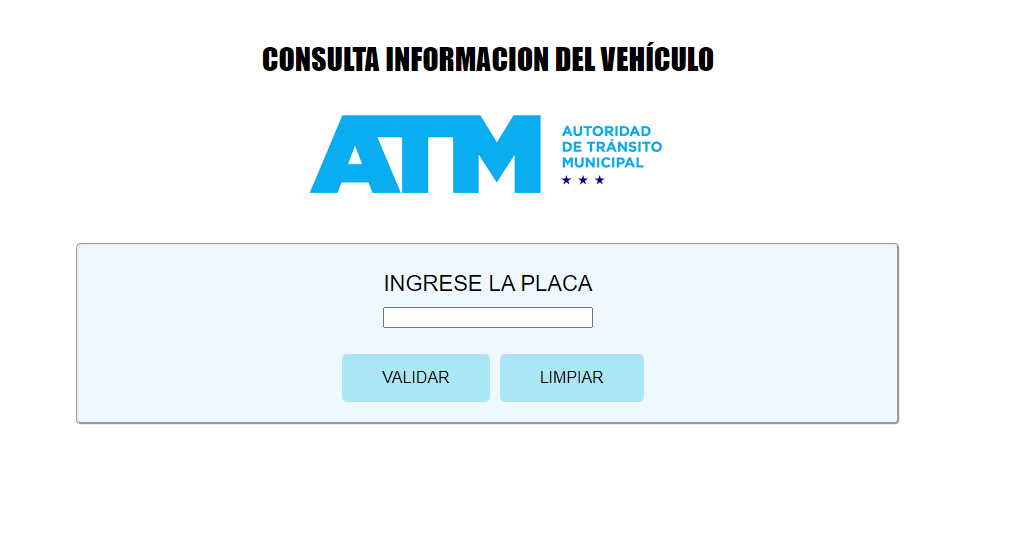 CONSULTA INFORMACION DEL VEHÍCULO
ATM
AUTORIDAD
DE TRÁNSITO
MUNICIPAL
INGRESE LA PLACA
VALIDAR
LIMPIAR